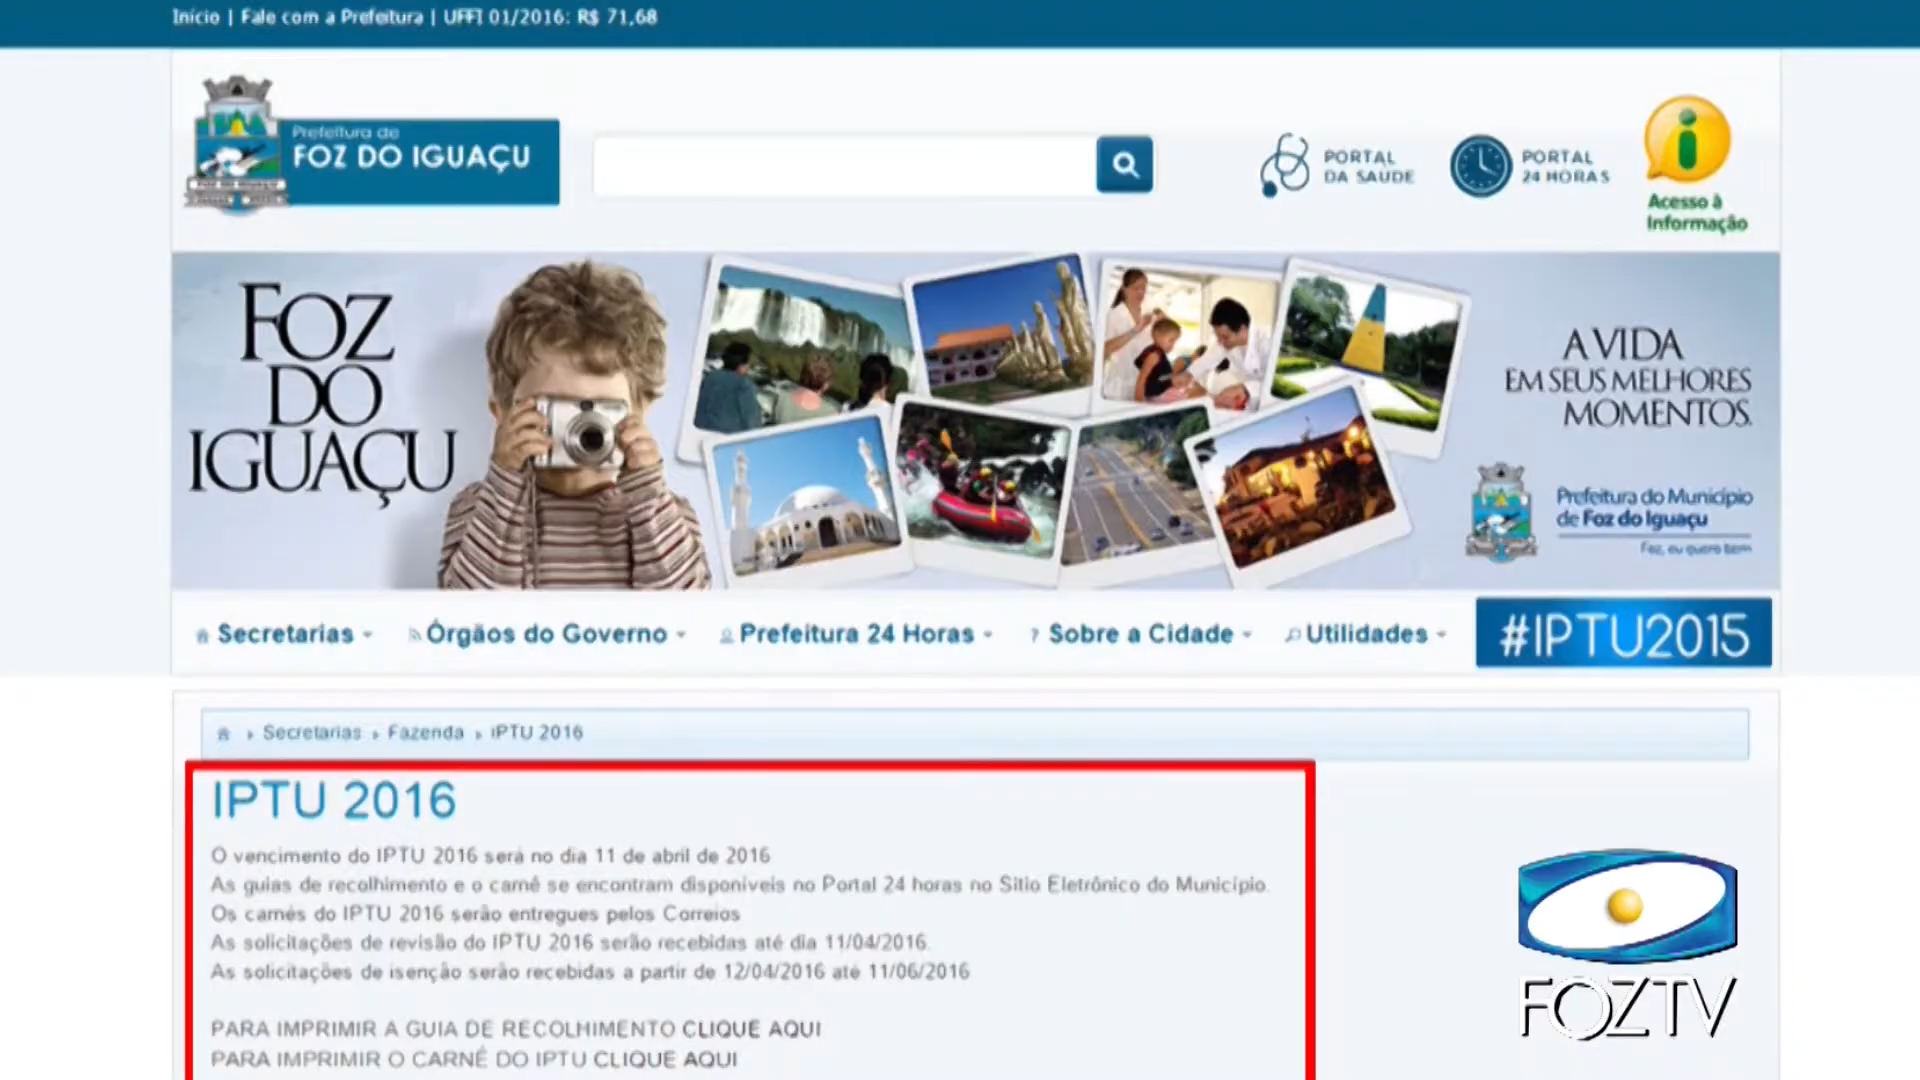 Início | Fale com a Prefeitura | UFFI 01/2016: R$ 71,68
Prefeitura de
FOZ DO IGUAÇU
PORTAL
DA SAÚDE
PORTAL
24 HORAS
Acesso à
Informação
FOZ
DO
IGUAÇU
A VIDA
EM SEUS MELHORES
MOMENTOS.
Prefeitura do Município
de Foz do Iguaçu
Foz, eu quero bem
Secretarias
Órgãos do Governo
Prefeitura 24 Horas
? Sobre a Cidade
Utilidades
#IPTU2015
Secretarias Fazenda IPTU 2016
IPTU 2016
O vencimento do IPTU 2016 será no dia 11 de abril de 2016
As guias de recolhimento e o carnê se encontram disponíveis no Portal 24 horas no Sítio Eletrônico do Município.
Os carnês do IPTU 2016 serão entregues pelos Correios
As solicitações de revisão do IPTU 2016 serão recebidas até dia 11/04/2016.
As solicitações de isenção serão recebidas a partir de 12/04/2016 até 11/06/2016
PARA IMPRIMIR A GUIA DE RECOLHIMENTO CLIQUE AQUI
PARA IMPRIMIR O CARNÊ DO IPTU CLIQUE AQUI
FOZTV